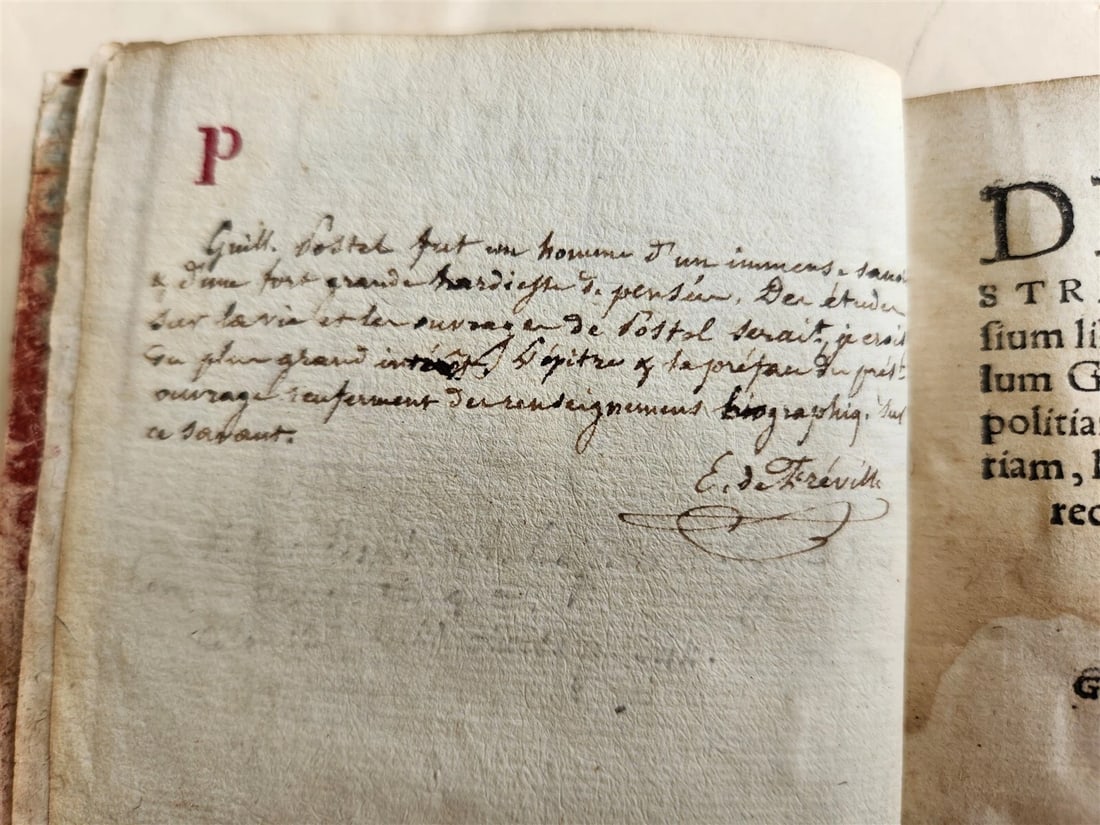 P
Guill. Postel fut un homme d'un immense savoir
& d'une fort grande hardiesse de pensée. Des études
sur la vie et les ouvrages de Postel serait, je crois
du plus grand intérêt. L'épitre & la préface du prést.
ouvrage renferment des renseignemens biographiq. sur
ce savant.
E. de Fréville
D
STRA
sium li
lum G
politia
riam,
rec
G